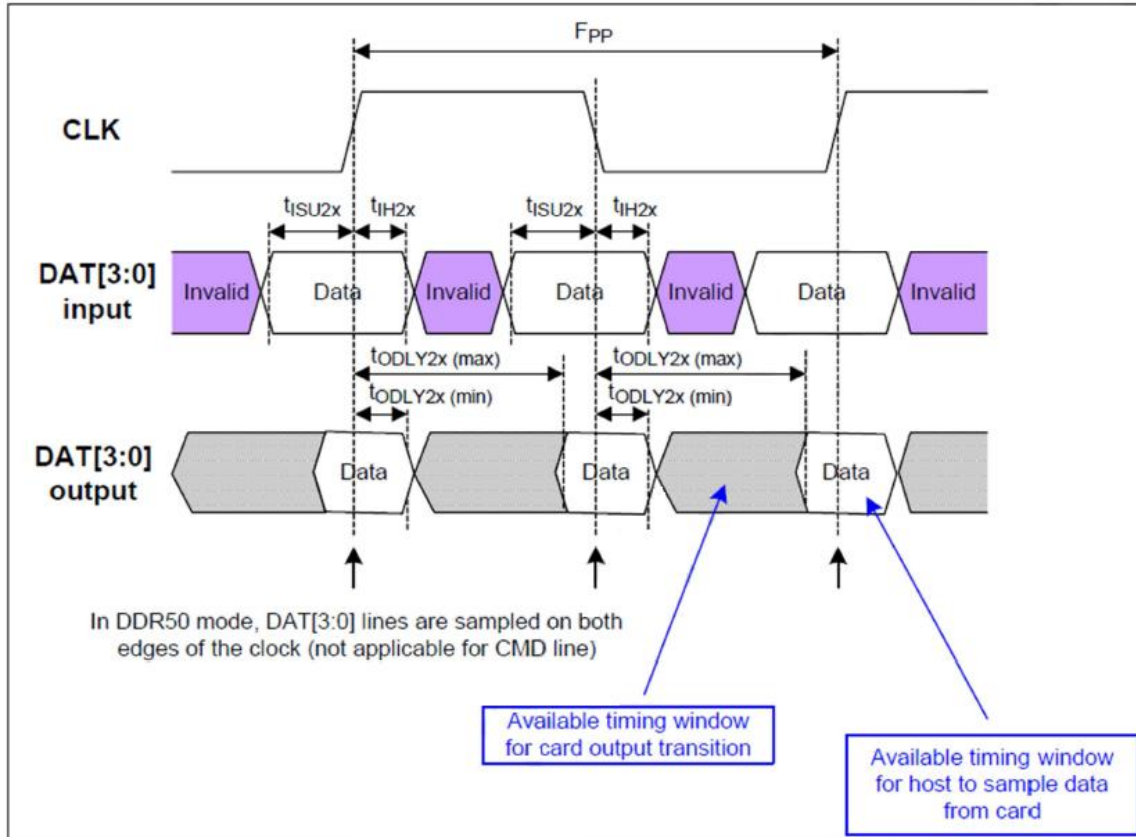 FPP
CLK
tISU2x
tIH2x
tISU2x
tIH2x
DAT[3:0]
input
Invalid
Data
Invalid
Data
Invalid
Data
Invalid
tODLY2x (max)
tODLY2x (max)
tODLY2x (min)
tODLY2x (min)
DAT[3:0]
output
Data
Data
Data
In DDR50 mode, DAT[3:0] lines are sampled on both
edges of the clock (not applicable for CMD line)
Available timing window
for card output transition
Available timing window
for host to sample data
from card